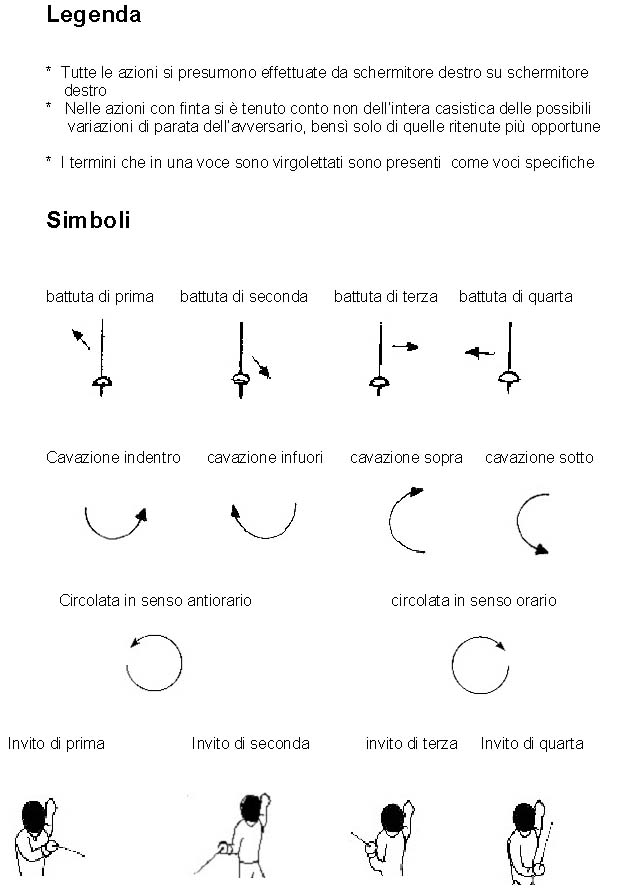 Legenda
* Tutte le azioni si presumono effettuate da schermitore destro su schermitore
destro
* Nelle azioni con finta si è tenuto conto non dell'intera casistica delle possibili
variazioni di parata dell'avversario, bensì solo di quelle ritenute più opportune
* I termini che in una voce sono virgolettati sono presenti come voci specifiche
Simboli
battuta di prima battuta di seconda battuta di terza battuta di quarta
Cavazione indentro cavazione infuori cavazione sopra cavazione sotto
Circolata in senso antiorario circolata in senso orario
Invito di prima Invito di seconda invito di terza Invito di quarta